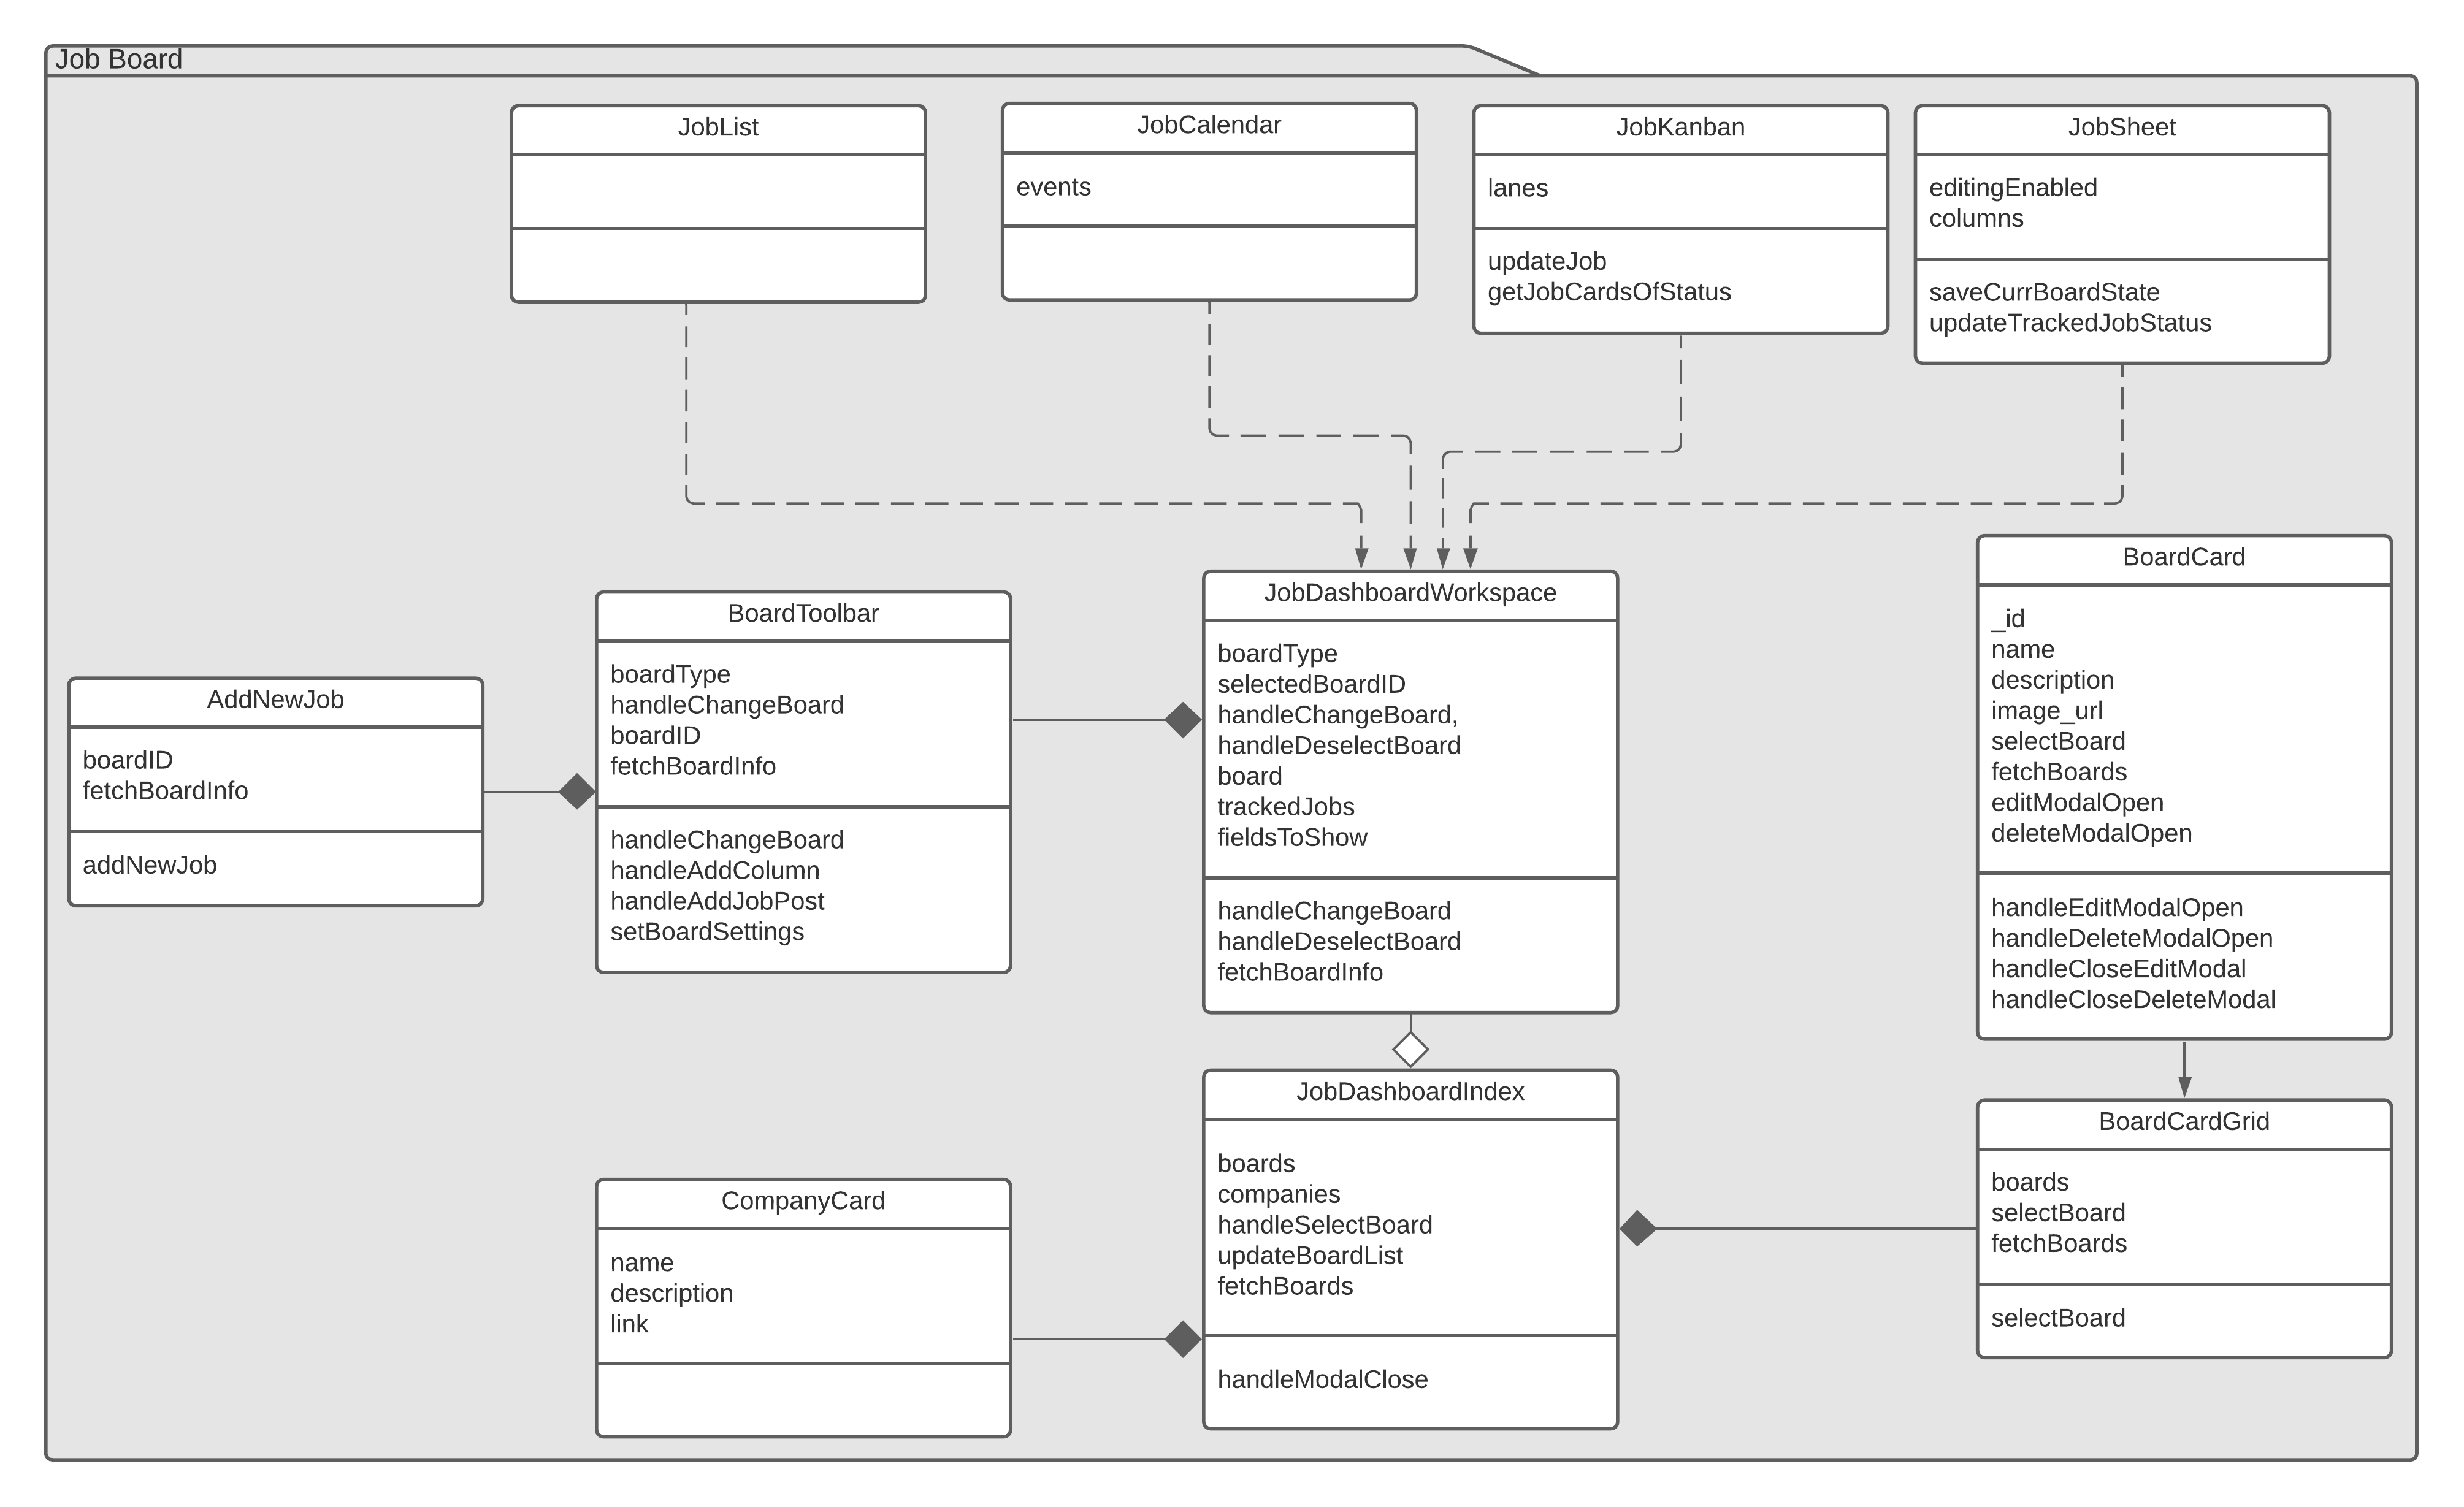 Job Board
JobList
JobCalendar
events
JobKanban
lanes
updateJob
getJobCardsOfStatus
JobSheet
editingEnabled
columns
saveCurrBoardState
updateTrackedJobStatus
AddNewJob
boardID
fetchBoardInfo
addNewJob
BoardToolbar
boardType
handleChangeBoard
boardID
fetchBoardInfo
handleChangeBoard
handleAddColumn
handleAddJobPost
setBoardSettings
JobDashboardWorkspace
boardType
selectedBoardID
handleChangeBoard,
handleDeselectBoard
board
trackedJobs
fieldsToShow
handleChangeBoard
handleDeselectBoard
fetchBoardInfo
BoardCard
_id
name
description
image_url
selectBoard
fetchBoards
editModalOpen
deleteModalOpen
handleEditModalOpen
handleDeleteModalOpen
handleCloseEditModal
handleCloseDeleteModal
CompanyCard
name
description
link
JobDashboardIndex
boards
companies
handleSelectBoard
updateBoardList
fetchBoards
handleModalClose
BoardCardGrid
boards
selectBoard
fetchBoards
selectBoard